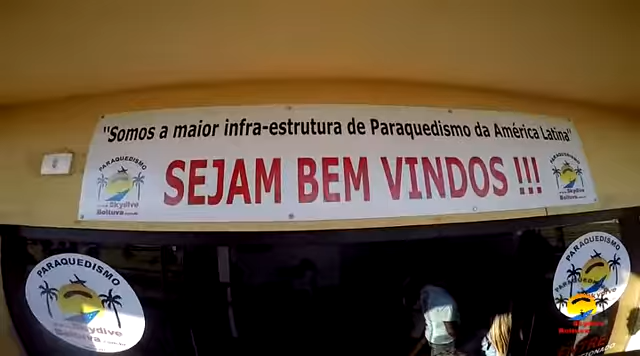 "Somos a maior infra-estrutura de Paraquedismo da América Latina"
SEJAM BEM VINDOS !!!
PARAQUEDISMO
Skydive
Boituva
PARAQUEDISMO
Skydive
Boituva
PARAQUEDISMO
Skydive
PARAQUEDISMO